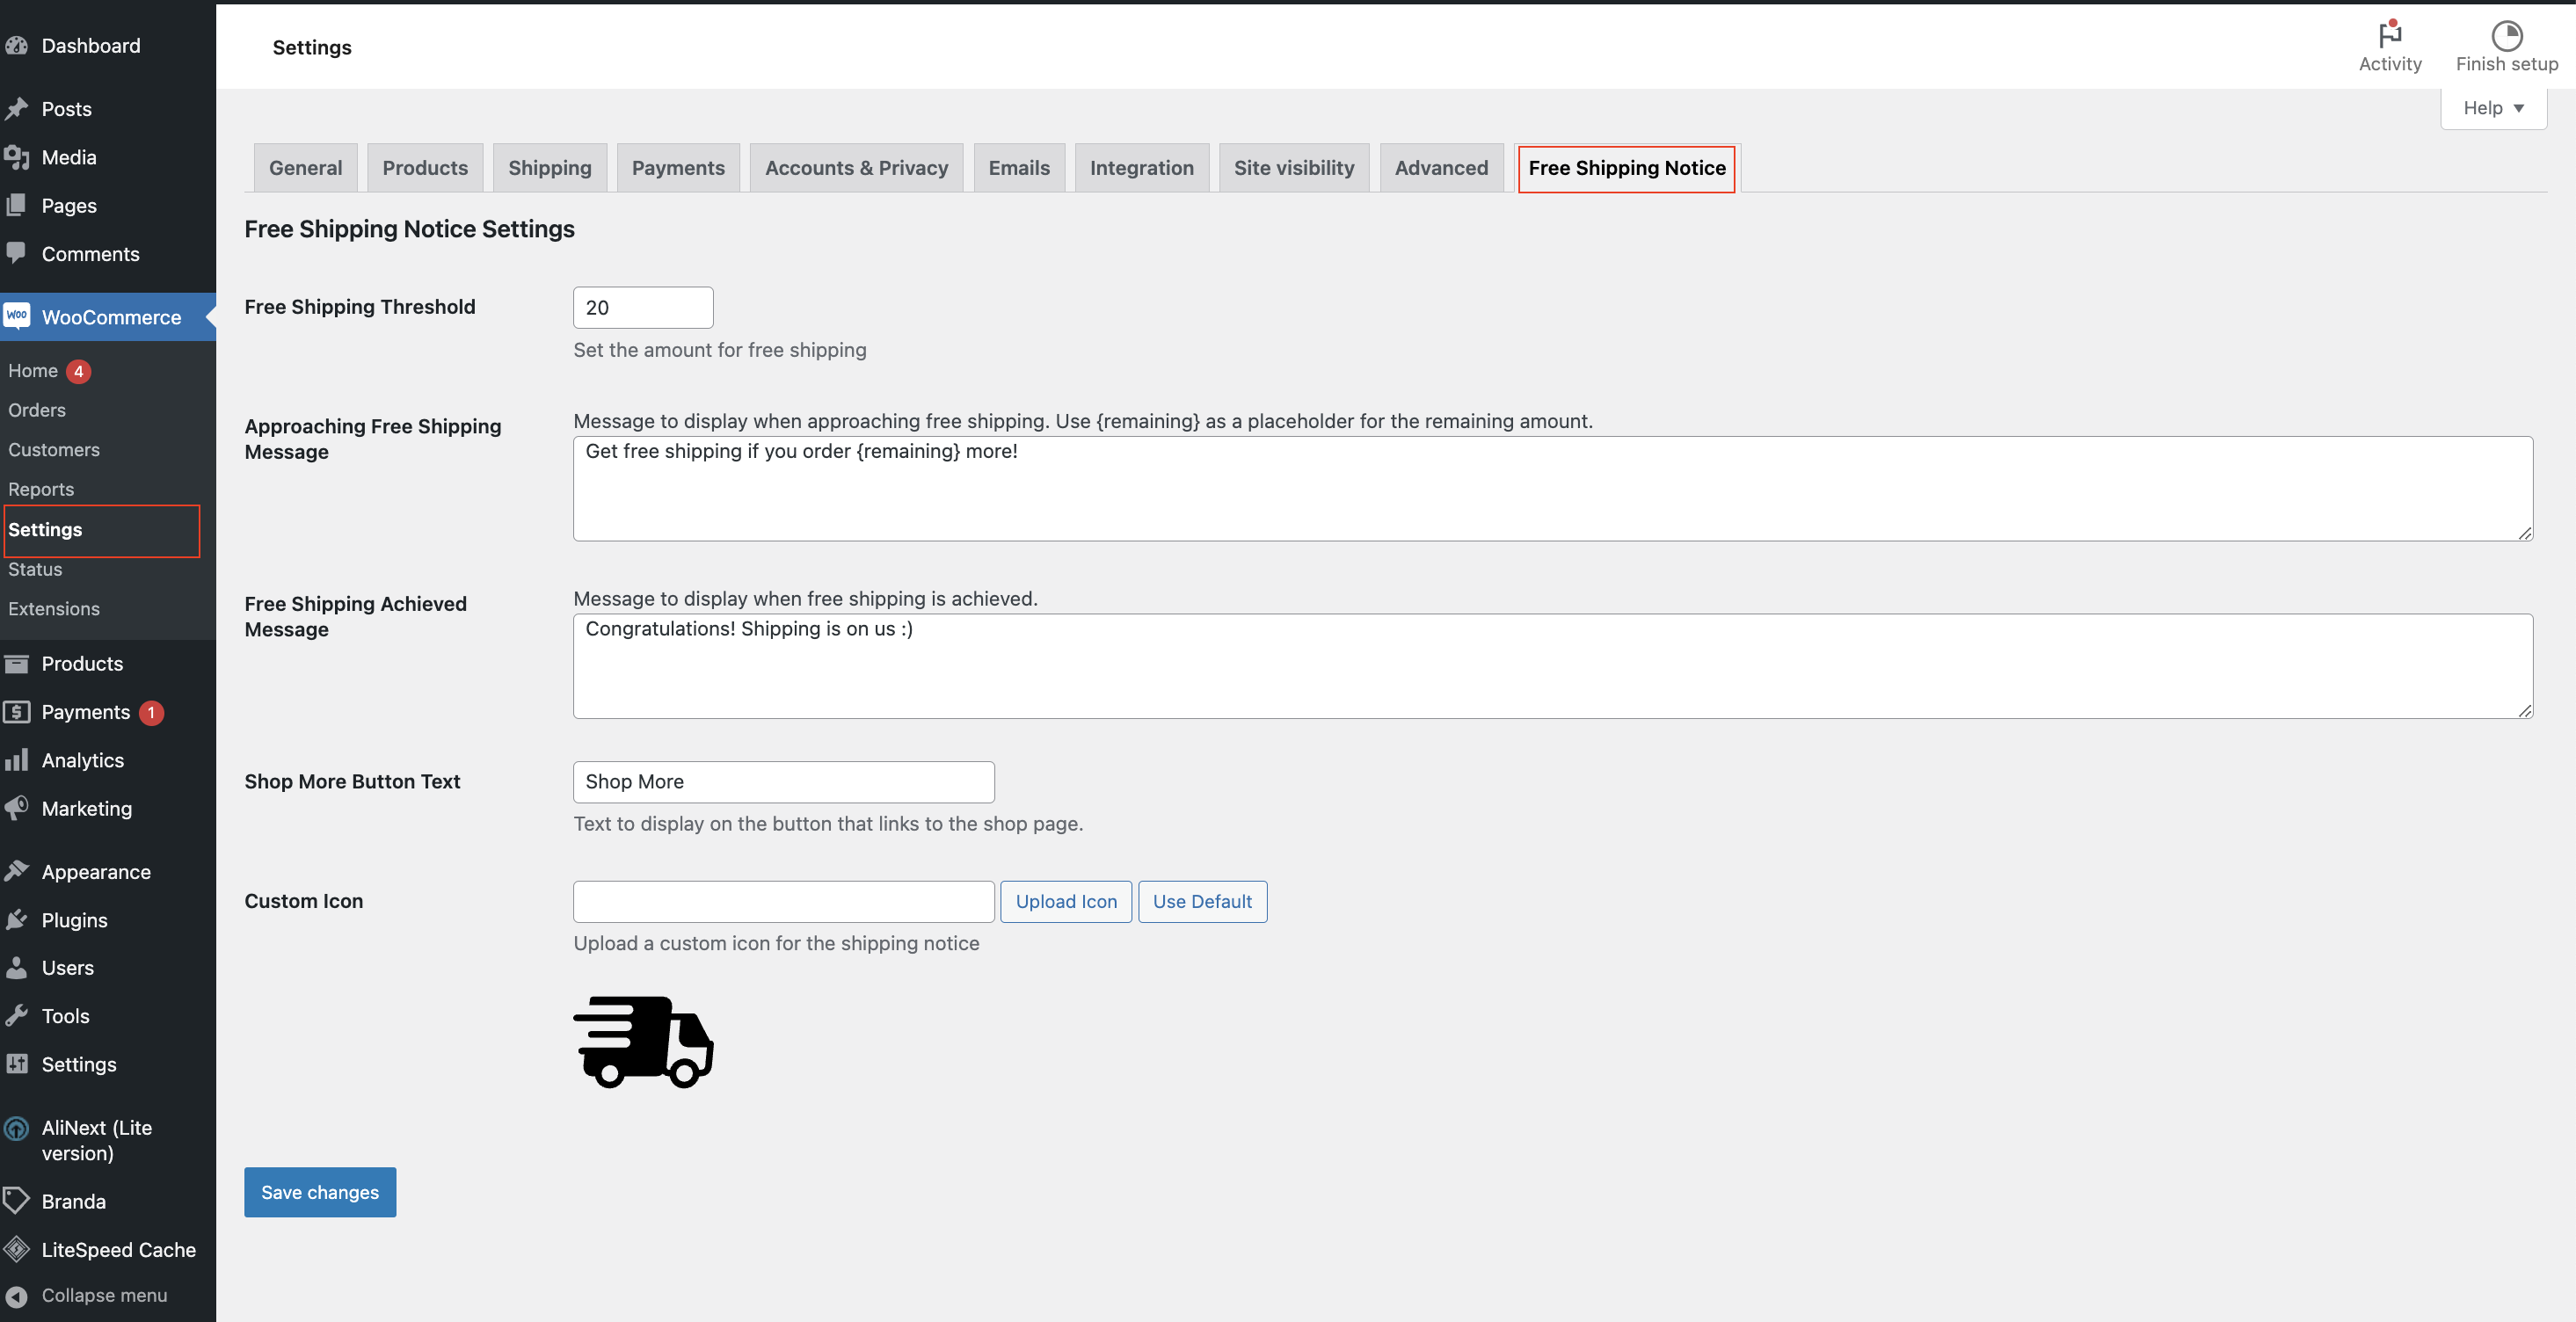 Dashboard
Posts
Media
Pages
Comments
Woo WooCommerce
Home 4
Orders
Customers
Reports
Settings
Status
Extensions
Products
Payments 1
Analytics
Marketing
Appearance
Plugins
Users
Tools
Settings
AliNext (Lite
version)
Branda
LiteSpeed Cache
Collapse menu
Settings
Activity
Finish setup
Help ▼
General Products Shipping Payments Accounts & Privacy Emails Integration Site visibility Advanced Free Shipping Notice
Free Shipping Notice Settings
Free Shipping Threshold
20
Set the amount for free shipping
Approaching Free Shipping
Message
Message to display when approaching free shipping. Use {remaining} as a placeholder for the remaining amount.
Get free shipping if you order {remaining} more!
Free Shipping Achieved
Message
Message to display when free shipping is achieved.
Congratulations! Shipping is on us :)
Shop More Button Text
Shop More
Text to display on the button that links to the shop page.
Custom Icon
Upload Icon
Use Default
Upload a custom icon for the shipping notice
Save changes